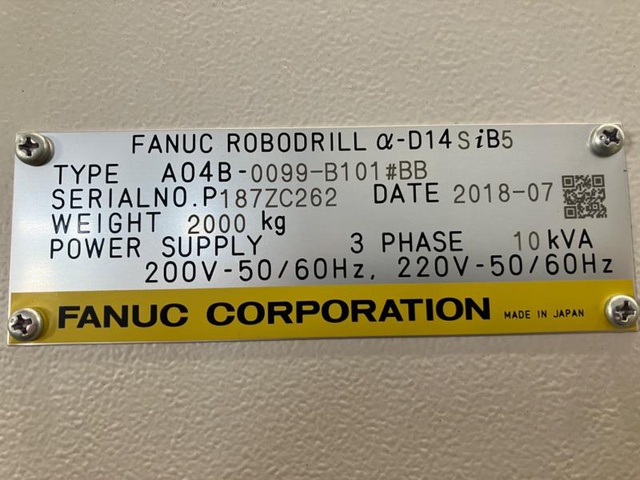 FANUC ROBODRILL α-D14SiB5
TYPE A04B-0099-B101#BB
SERIALNO.P187ZC262 DATE 2018-07
WEIGHT 2000 kg
POWER SUPPLY 3 PHASE 10kVA
200V-50/60Hz, 220V-50/60Hz
FANUC CORPORATION MADE IN JAPAN